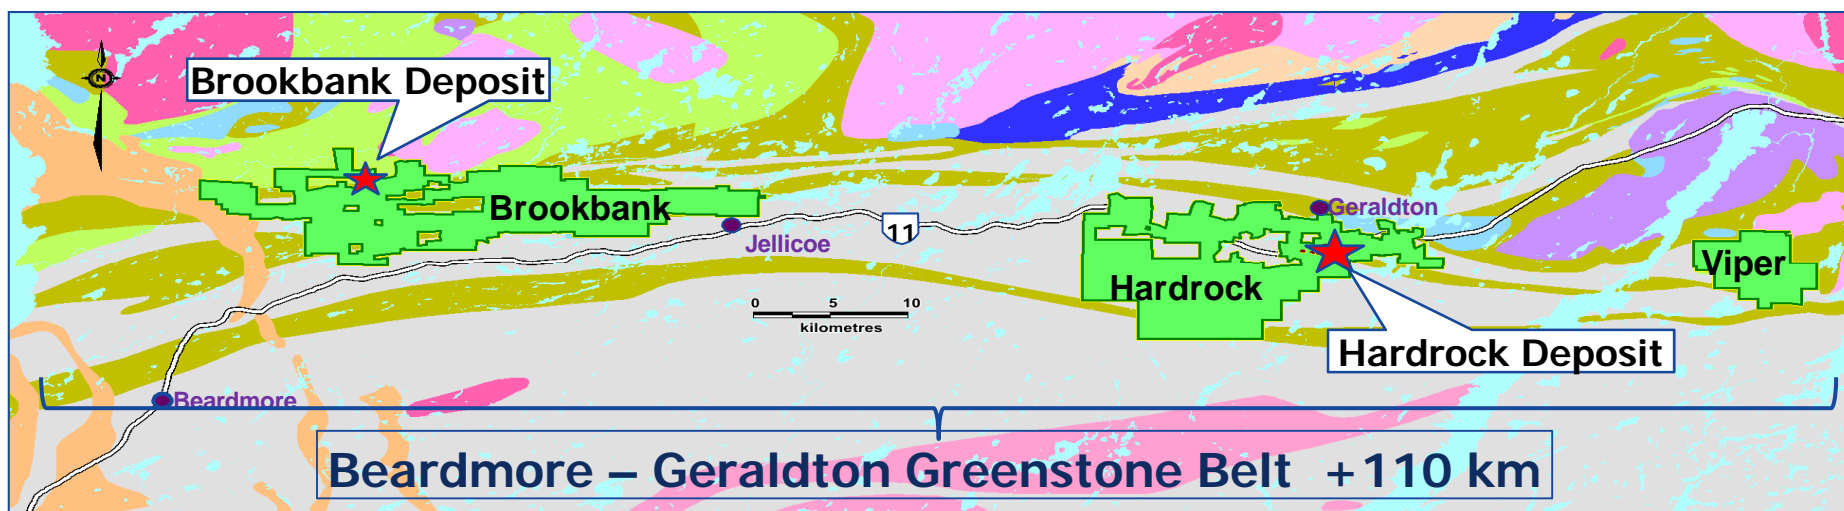 N
Brookbank Deposit
Brookbank
Jellicoe
11
Geraldton
Hardrock
Viper
0 5 10
kilometres
Hardrock Deposit
Beardmore
Beardmore – Geraldton Greenstone Belt +110 km